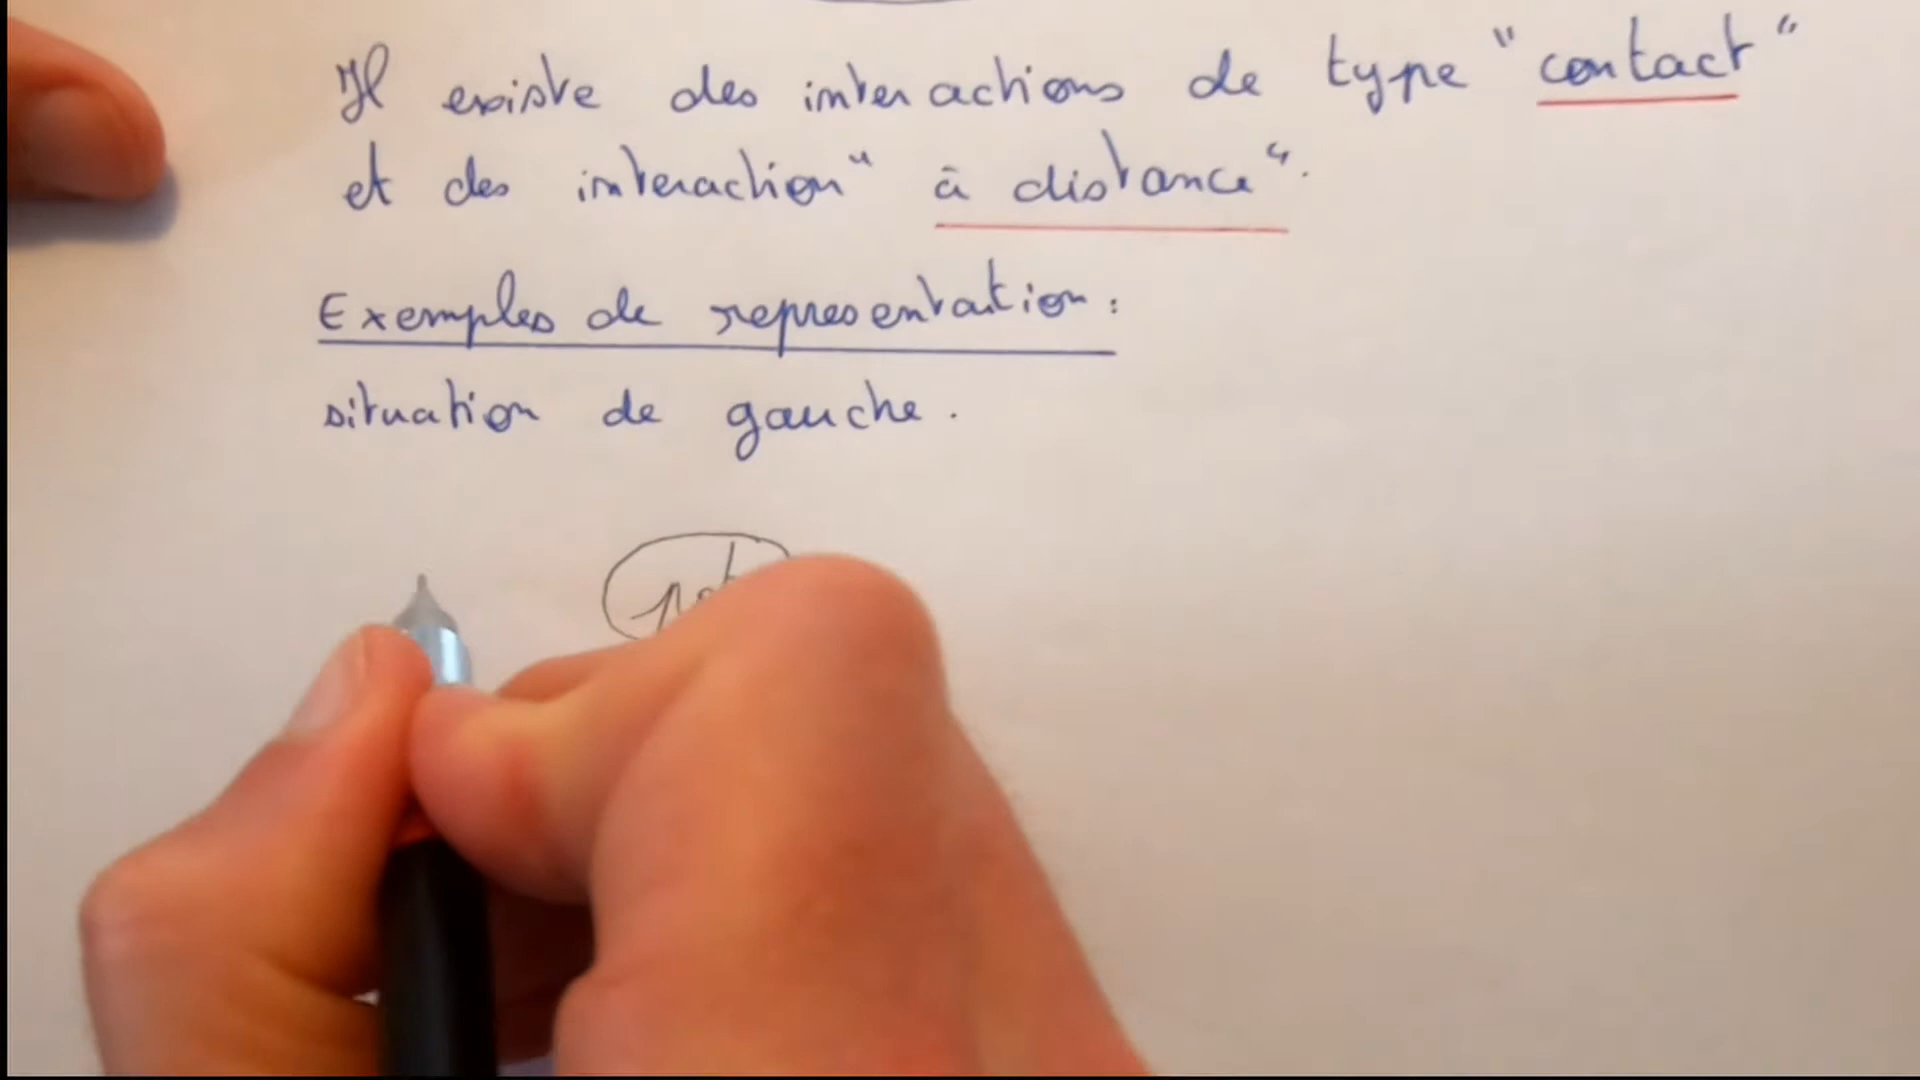 Il existe des interactions de type "contact"
et des interaction" à distance".
Exemples de representation :
situation de gauche.